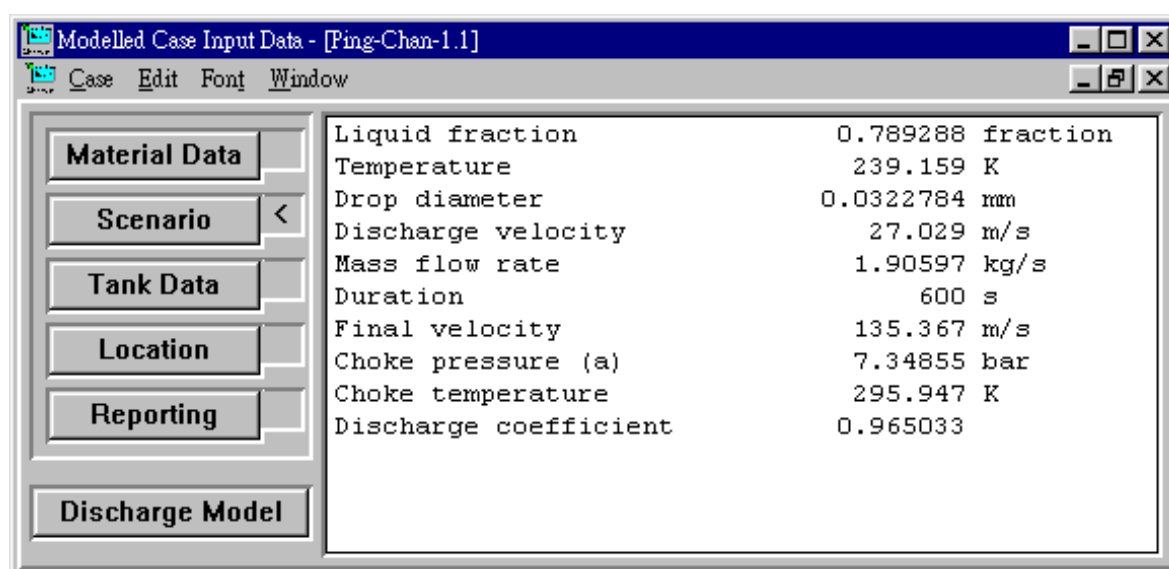 Modelled Case Input Data - [Ping-Chan-1.1]
Case Edit Font Window
Material Data
Scenario <
Tank Data
Location
Reporting
Discharge Model
Liquid fraction 0.789288 fraction
Temperature 239.159 K
Drop diameter 0.0322784 mm
Discharge velocity 27.029 m/s
Mass flow rate 1.90597 kg/s
Duration 600 s
Final velocity 135.367 m/s
Choke pressure (a) 7.34855 bar
Choke temperature 295.947 K
Discharge coefficient 0.965033